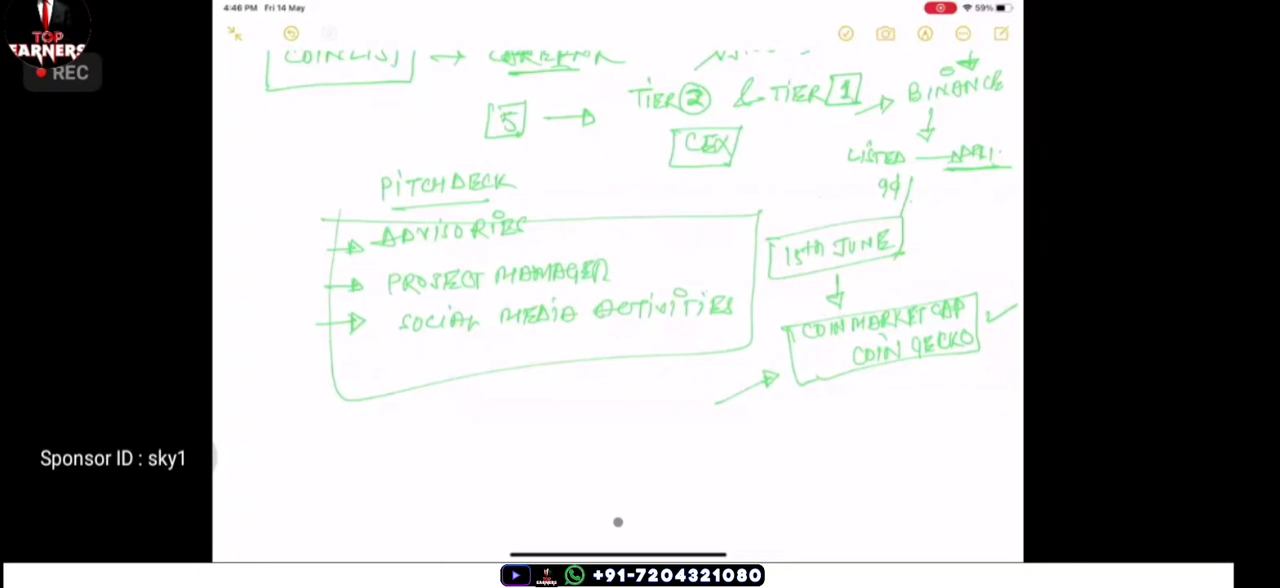 4:46 PM Fri 14 May
59%
TOP
EARNERS
REC
COINLIST →
TIER 2 & TIER 1
BINANCE
5
CEX
LISTED
PITCHDECK
ADVISORIES
15th JUNE
PROJECT MANAGER
SOCIAL MEDIA ACTIVITIES
COINMARKETCAP
COIN GECKO
Sponsor ID : sky1
+91-7204321080